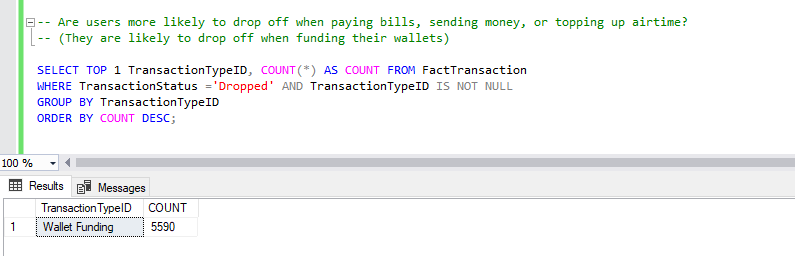 -- Are users more likely to drop off when paying bills, sending money, or topping up airtime?
-- (They are likely to drop off when funding their wallets)
SELECT TOP 1 TransactionTypeID, COUNT(*) AS COUNT FROM FactTransaction
WHERE TransactionStatus ='Dropped' AND TransactionTypeID IS NOT NULL
GROUP BY TransactionTypeID
ORDER BY COUNT DESC;
100 %
Results Messages
TransactionTypeID COUNT
1 Wallet Funding 5590